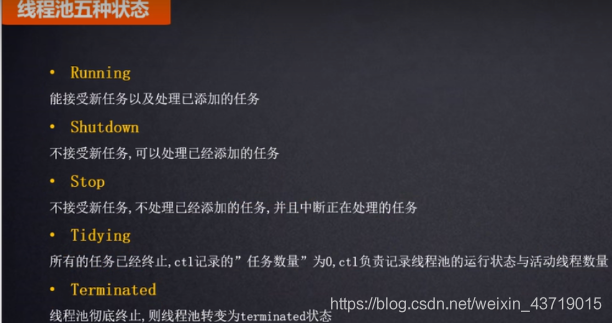 线程池五种状态
• Running
能接受新任务以及处理已添加的任务
• Shutdown
不接受新任务,可以处理已经添加的任务
• Stop
不接受新任务,不处理已经添加的任务,并且中断正在处理的任务
• Tidying
所有的任务已经终止,ctl记录的"任务数量"为0,ctl负责记录线程池的运行状态与活动线程数量
• Terminated
线程池彻底终止,则线程池转变为terminated状态
https://blog.csdn.net/weixin_43719015